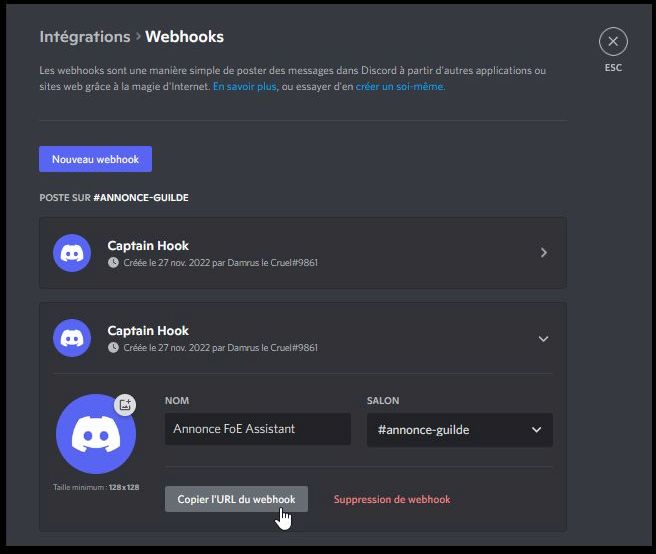 Intégrations > Webhooks
ESC
Les webhooks sont une manière simple de poster des messages dans Discord à partir d'autres applications ou
sites web grâce à la magie d'Internet. En savoir plus, ou essayer d'en créer un soi-même.
Nouveau webhook
POSTE SUR #ANNONCE-GUILDE
Captain Hook
Créée le 27 nov. 2022 par Damrus le Cruel#9861
Captain Hook
Créée le 27 nov. 2022 par Damrus le Cruel#9861
NOM
SALON
Annonce FoE Assistant
#annonce-guilde
Taille minimum : 128x128
Copier l'URL du webhook
Suppression de webhook